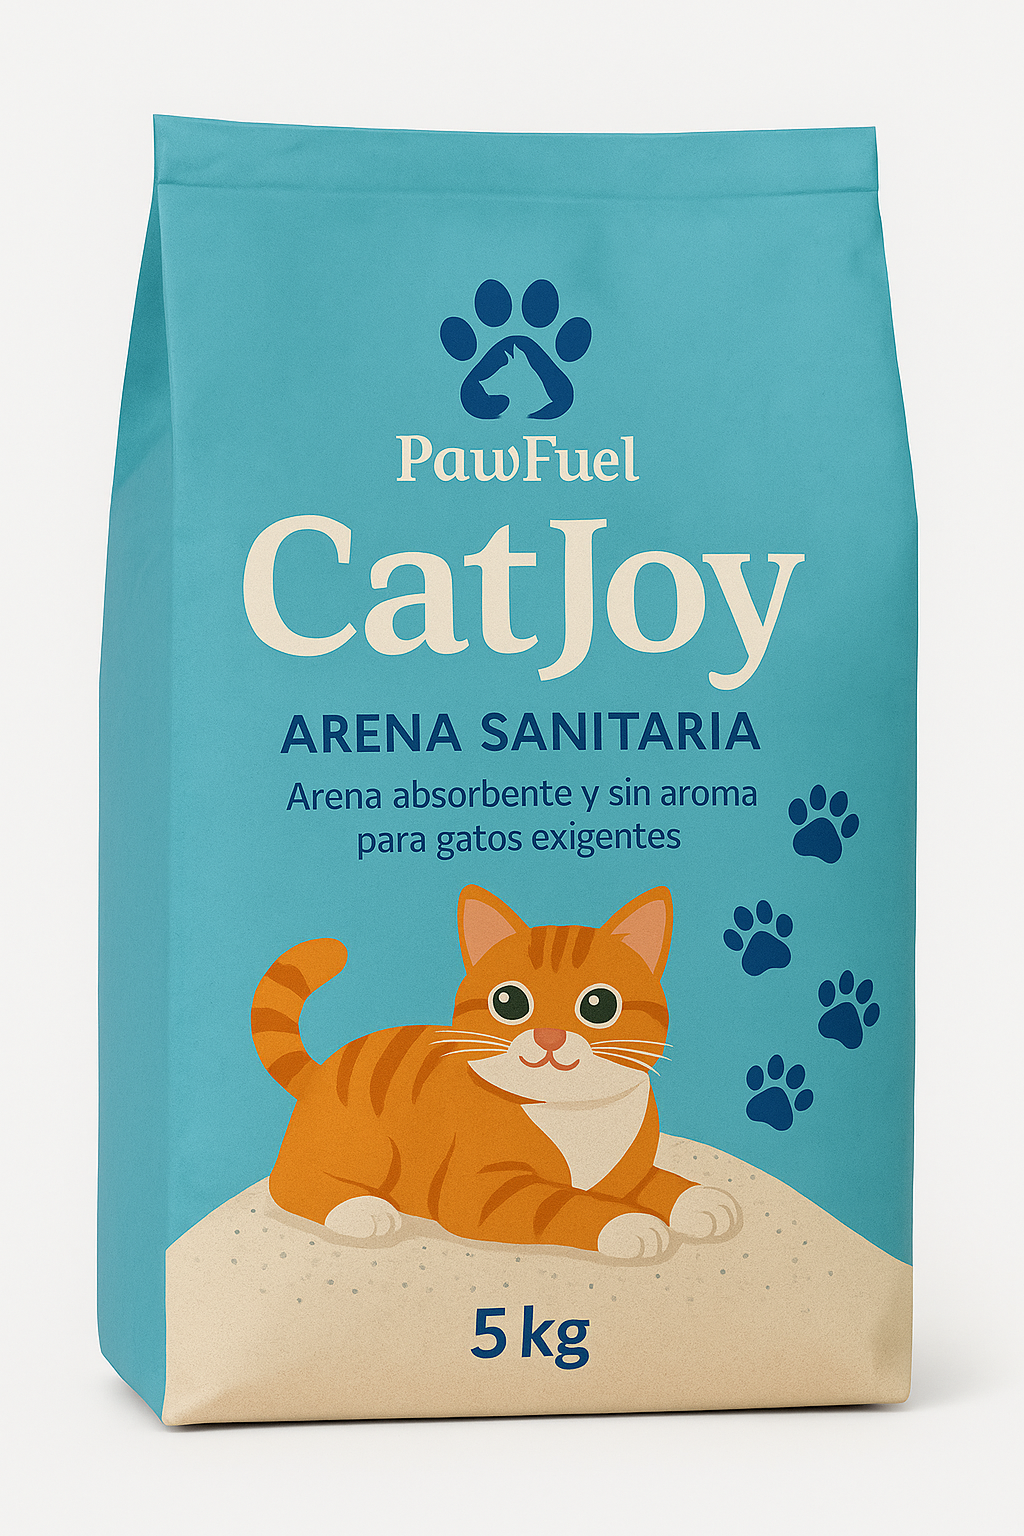 PawFuel
CatJoy
ARENA SANITARIA
Arena absorbente y sin aroma
para gatos exigentes
5 kg